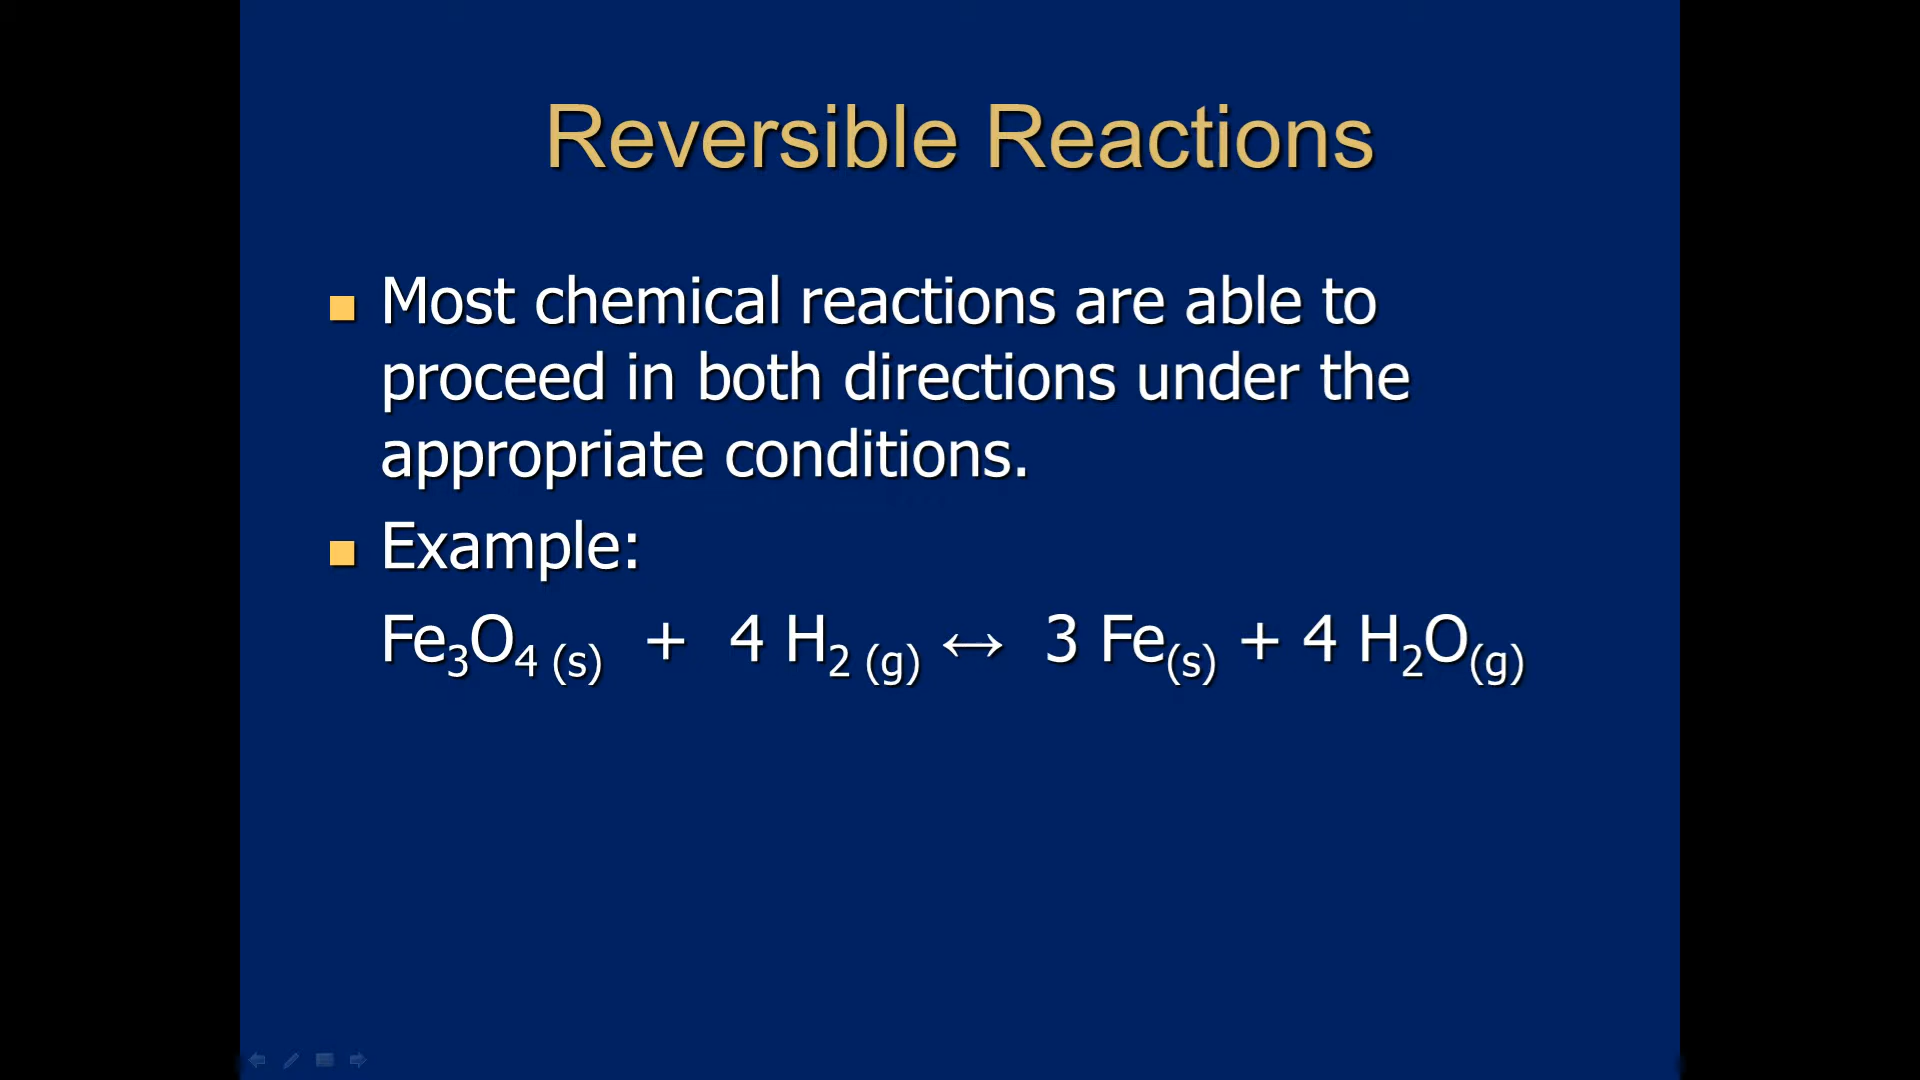 Reversible Reactions
■ Most chemical reactions are able to
proceed in both directions under the
appropriate conditions.
■ Example:
Fe₃O₄ ₍s₎ + 4 H₂ (g) ↔ 3 Fe(s) + 4 H₂O(g)